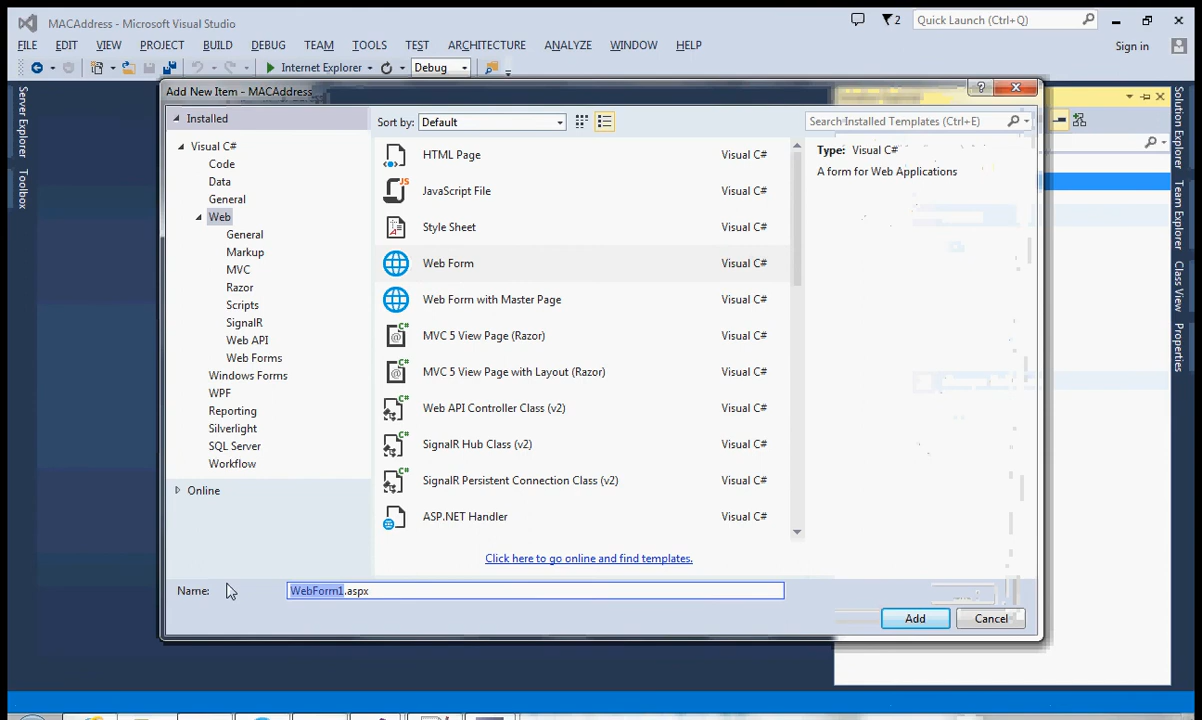 MACAddress - Microsoft Visual Studio
2
Quick Launch (Ctrl+Q)
FILE EDIT VIEW PROJECT BUILD DEBUG TEAM TOOLS TEST ARCHITECTURE ANALYZE WINDOW HELP
Sign in
Internet Explorer
Debug
Add New Item - MACAddress
Server Explorer
Toolbox
Installed
Visual C#
Code
Data
General
Web
General
Markup
MVC
Razor
Scripts
SignalR
Web API
Web Forms
Windows Forms
WPF
Reporting
Silverlight
SQL Server
Workflow
Online
Sort by: Default
HTML Page Visual C#
JavaScript File Visual C#
Style Sheet Visual C#
Web Form Visual C#
Web Form with Master Page Visual C#
MVC 5 View Page (Razor) Visual C#
MVC 5 View Page with Layout (Razor) Visual C#
Web API Controller Class (v2) Visual C#
SignalR Hub Class (v2) Visual C#
SignalR Persistent Connection Class (v2) Visual C#
ASP.NET Handler Visual C#
Click here to go online and find templates.
Search Installed Templates (Ctrl+E)
Type: Visual C#
A form for Web Applications
Name: WebForm1.aspx
Add
Cancel
Solution Explorer
Team Explorer
Class View
Properties